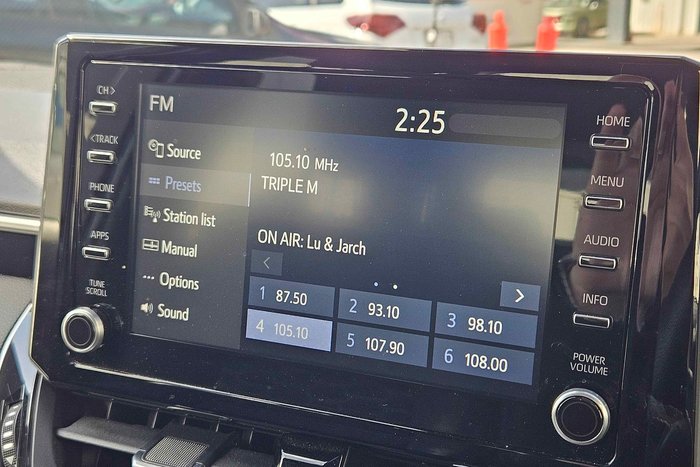 CH >
< TRACK
PHONE
APPS
TUNE
SCROLL
FM
2:25
Source
Presets
Station list
Manual
Options
Sound
105.10 MHz
TRIPLE M
ON AIR: Lu & Jarch
<
>
1 87.50
2 93.10
3 98.10
4 105.10
5 107.90
6 108.00
HOME
MENU
AUDIO
INFO
POWER
VOLUME